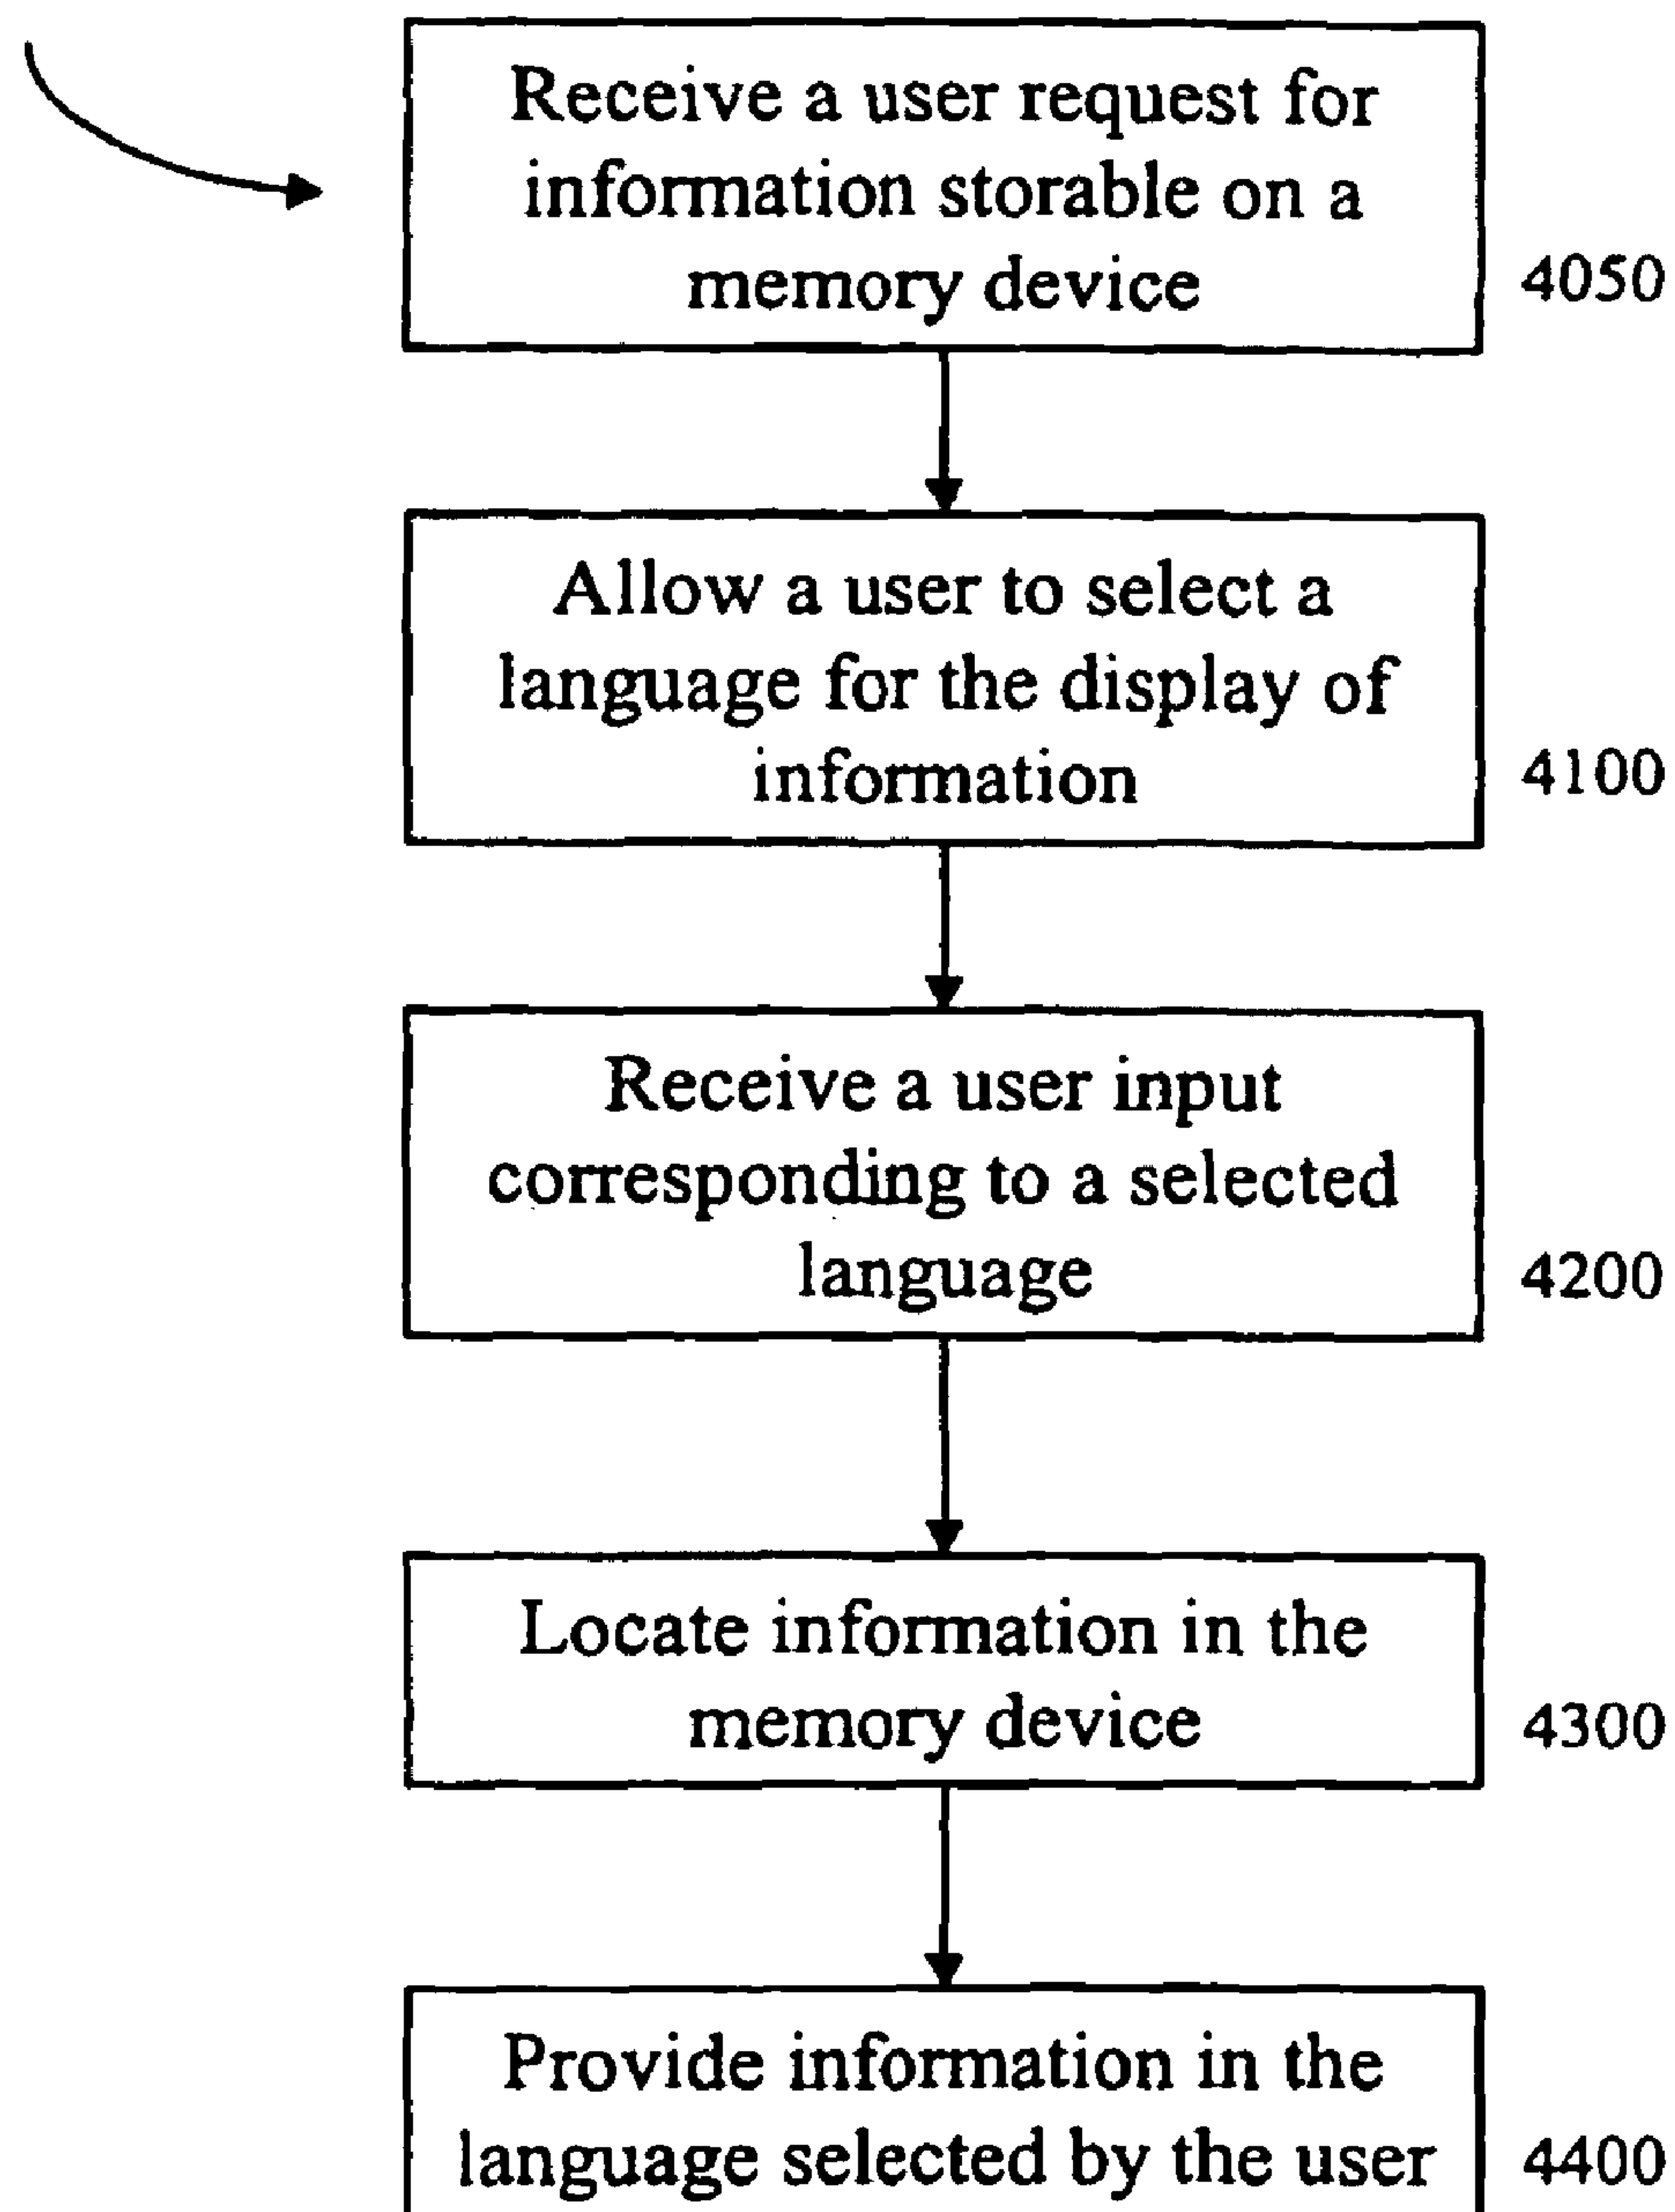 Receive a user request for
information storable on a
memory device
4050
Allow a user to select a
language for the display of
information
4100
Receive a user input
corresponding to a selected
language
4200
Locate information in the
memory device
4300
Provide information in the
language selected by the user
4400